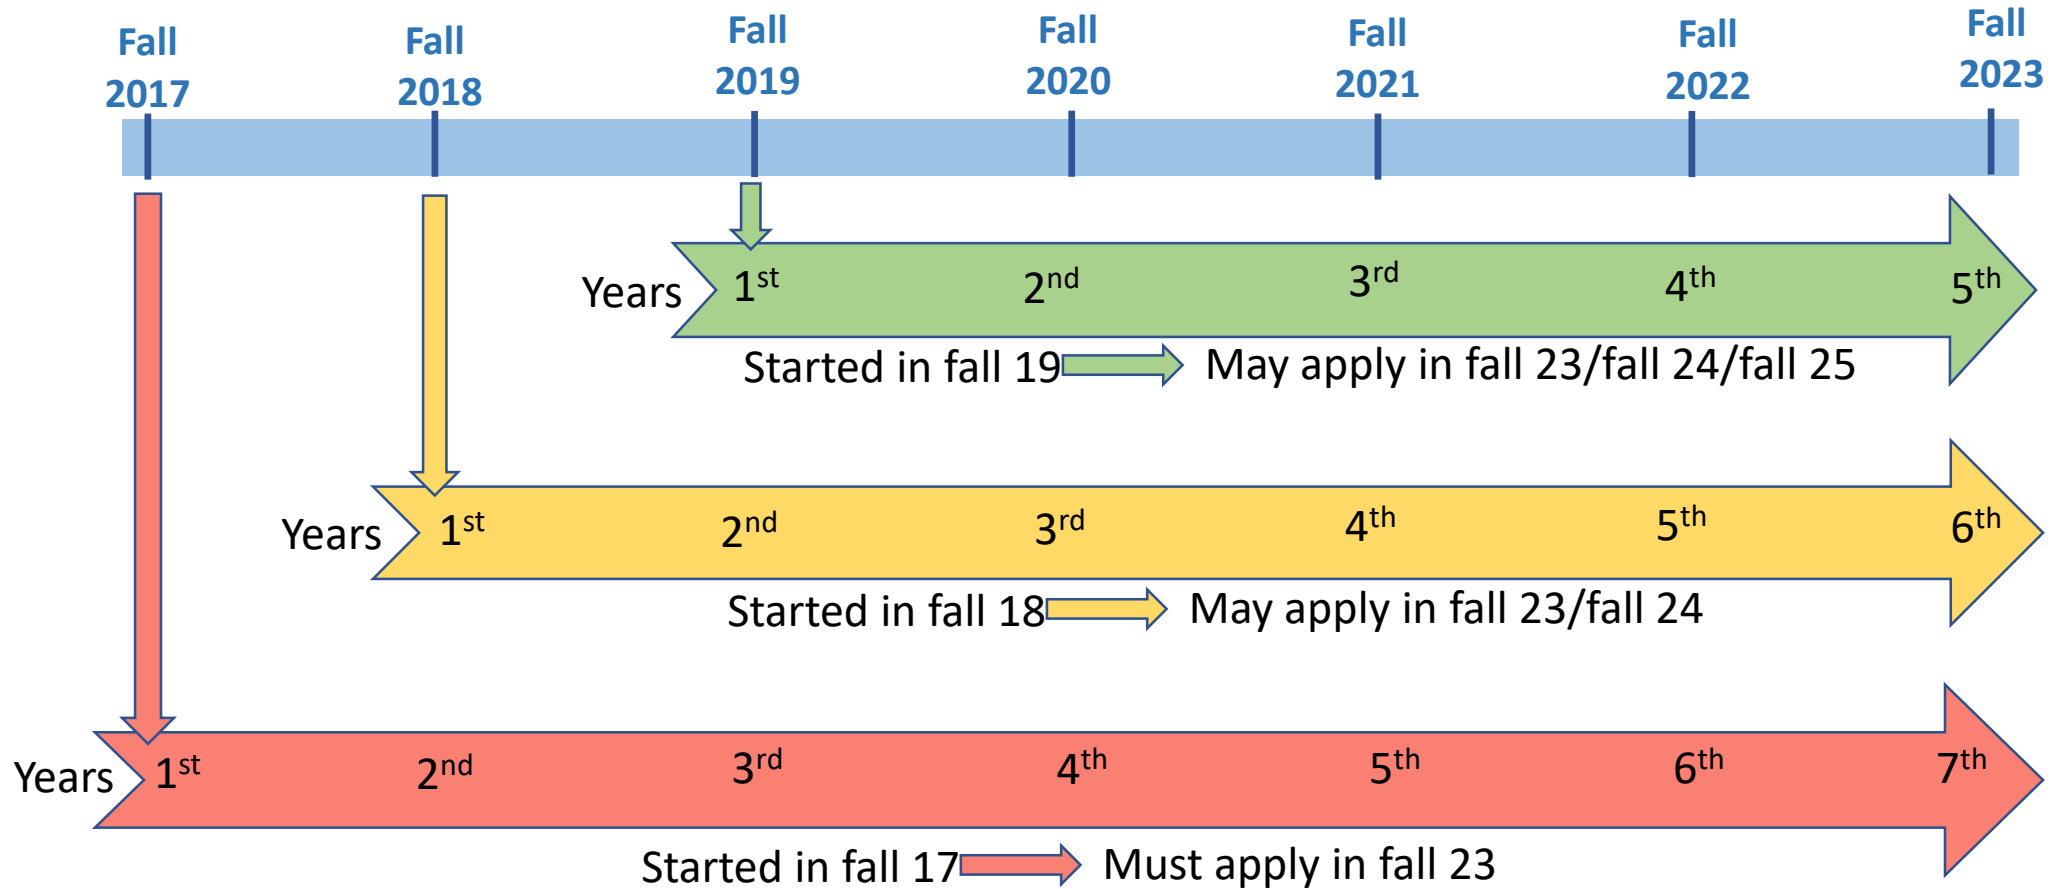 Fall 2017
Fall 2018
Fall 2019
Fall 2020
Fall 2021
Fall 2022
Fall 2023
Years 1st 2nd 3rd 4th 5th
Started in fall 19 May apply in fall 23/fall 24/fall 25
Years 1st 2nd 3rd 4th 5th 6th
Started in fall 18 May apply in fall 23/fall 24
Years 1st 2nd 3rd 4th 5th 6th 7th
Started in fall 17 Must apply in fall 23